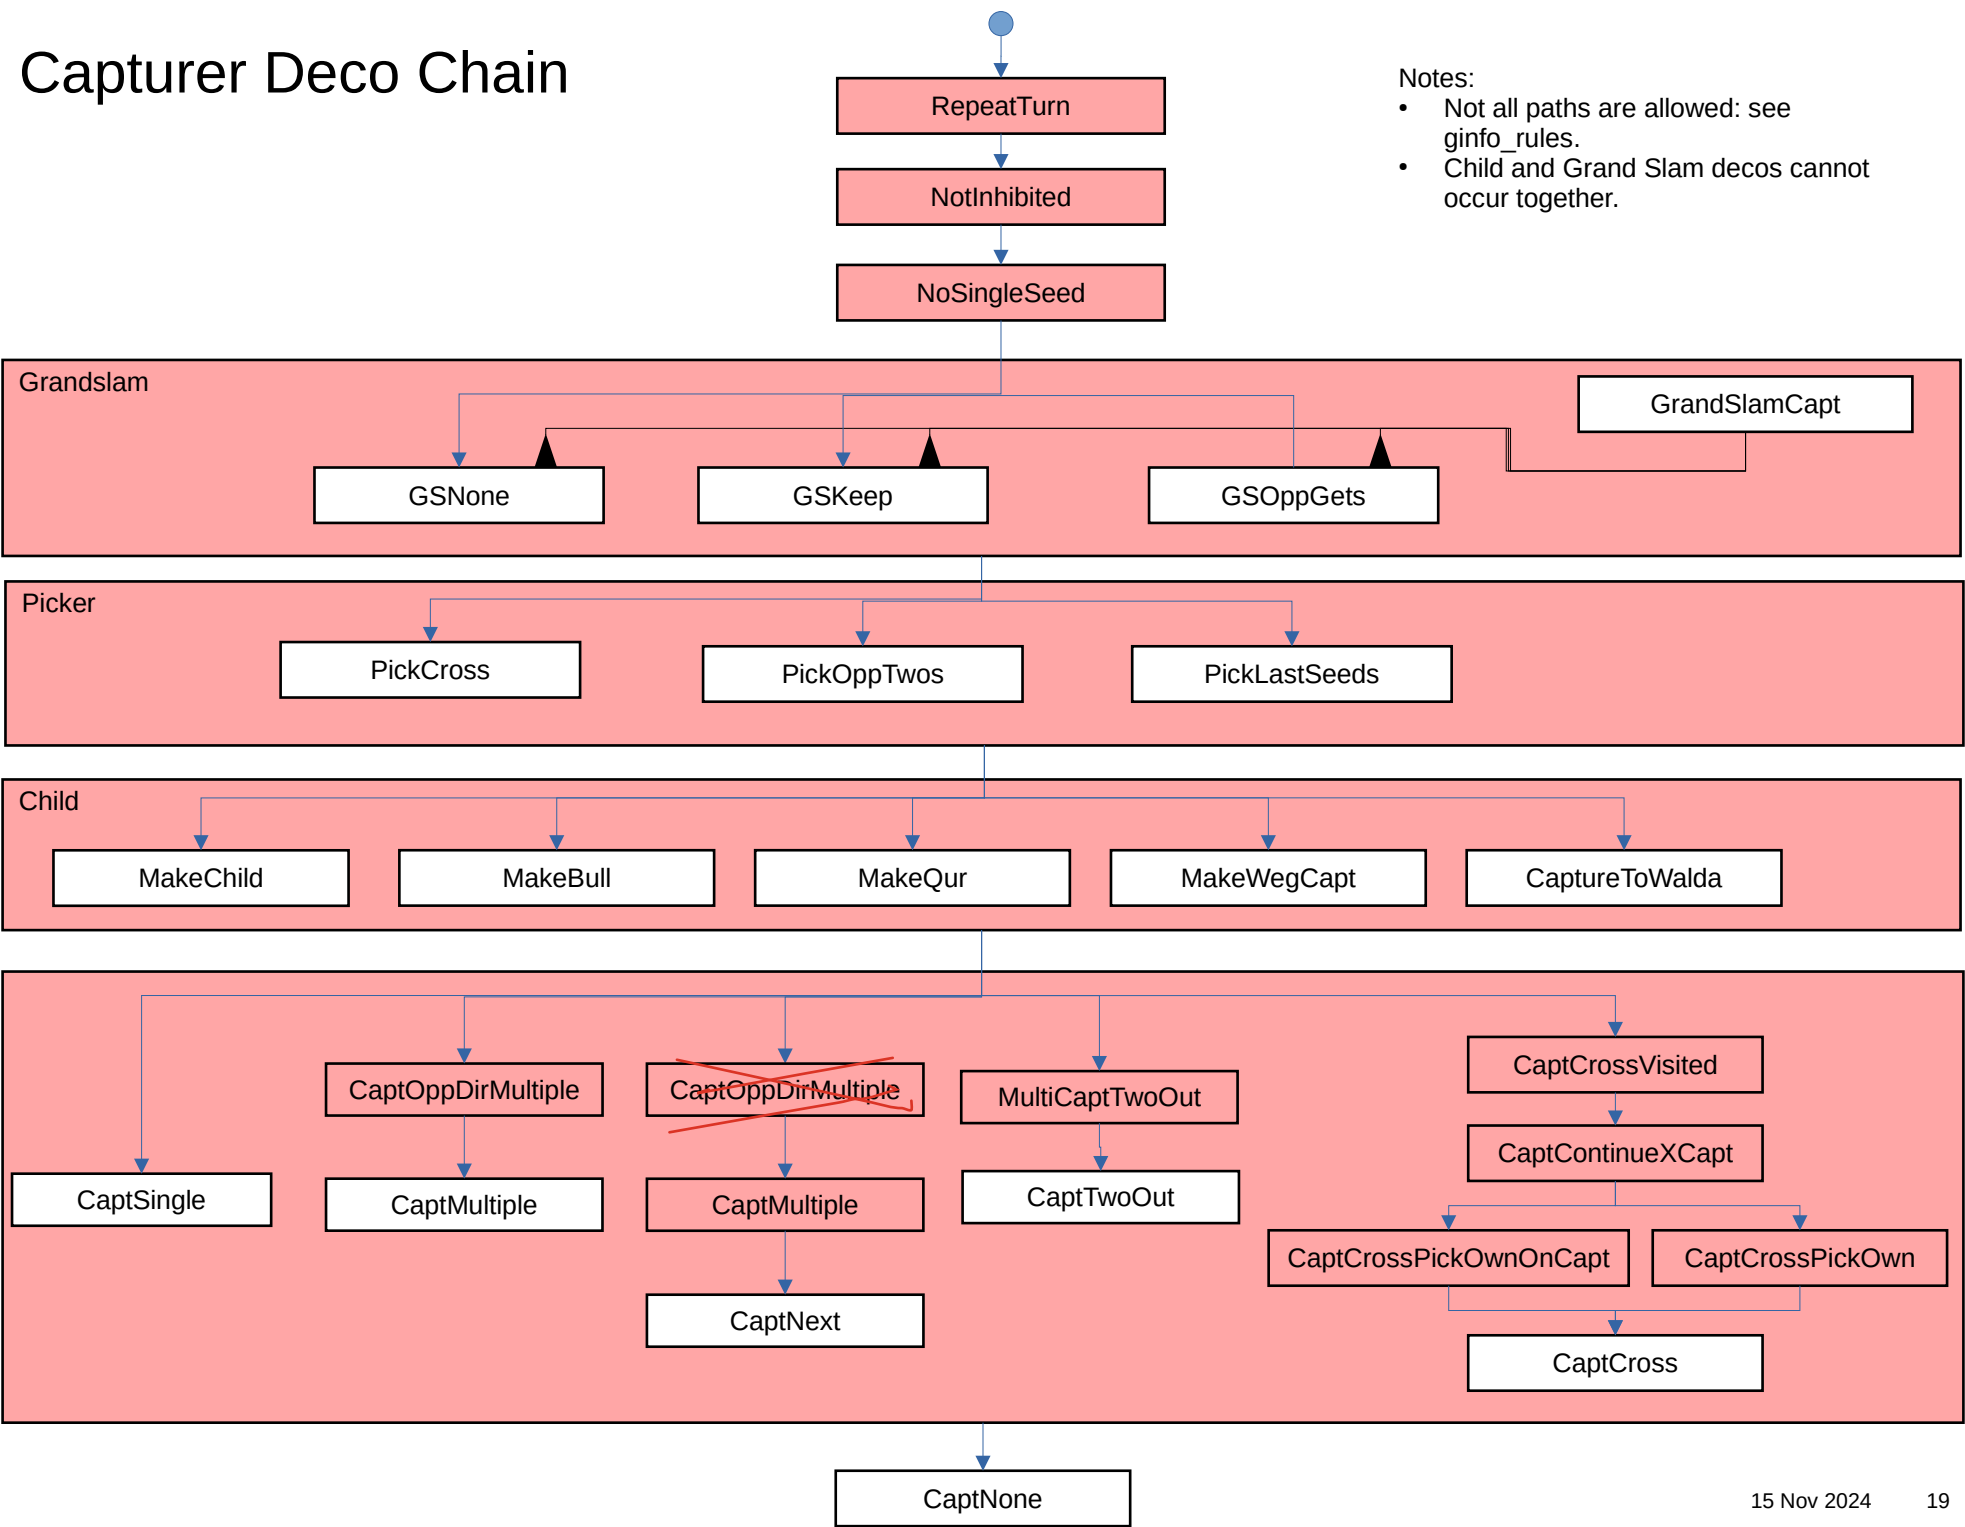 Capturer Deco Chain
RepeatTurn
Notes:
• Not all paths are allowed: see
ginfo_rules.
• Child and Grand Slam decos cannot
occur together.
NotInhibited
NoSingleSeed
Grandslam
GrandSlamCapt
GSNone
GSKeep
GSOppGets
Picker
PickCross
PickOppTwos
PickLastSeeds
Child
MakeChild
MakeBull
MakeQur
MakeWegCapt
CaptureToWalda
CaptOppDirMultiple
CaptOppDirMultiple
MultiCaptTwoOut
CaptCrossVisited
CaptContinueXCapt
CaptSingle
CaptMultiple
CaptMultiple
CaptTwoOut
CaptCrossPickOwnOnCapt
CaptCrossPickOwn
CaptNext
CaptCross
CaptNone
15 Nov 2024
19